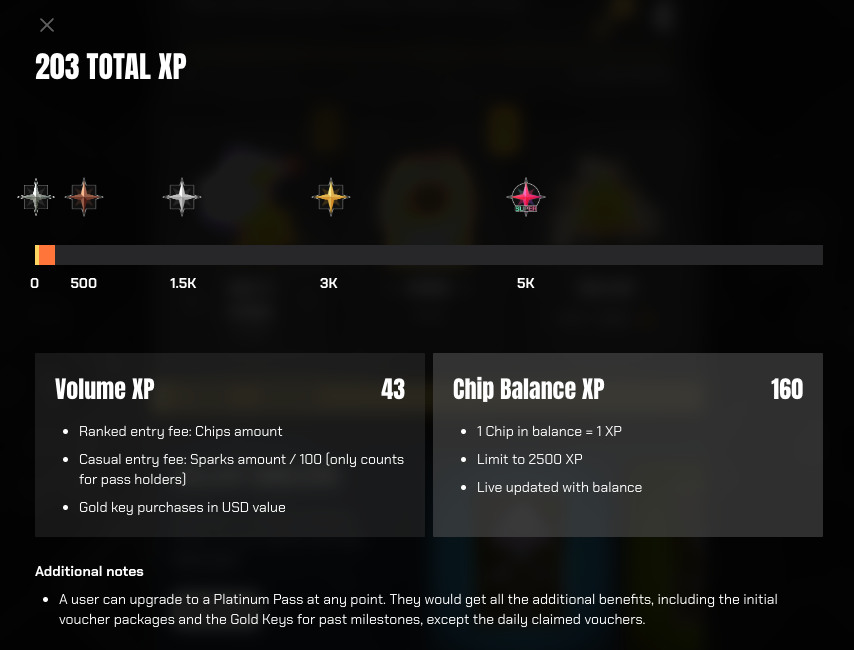 203 TOTAL XP
SUPER
0 500 1.5K 3K 5K
Volume XP 43
Ranked entry fee: Chips amount
Casual entry fee: Sparks amount / 100 (only counts
for pass holders)
Gold key purchases in USD value
Chip Balance XP 160
1 Chip in balance = 1 XP
Limit to 2500 XP
Live updated with balance
Additional notes
A user can upgrade to a Platinum Pass at any point. They would get all the additional benefits, including the initial
voucher packages and the Gold Keys for past milestones, except the daily claimed vouchers.